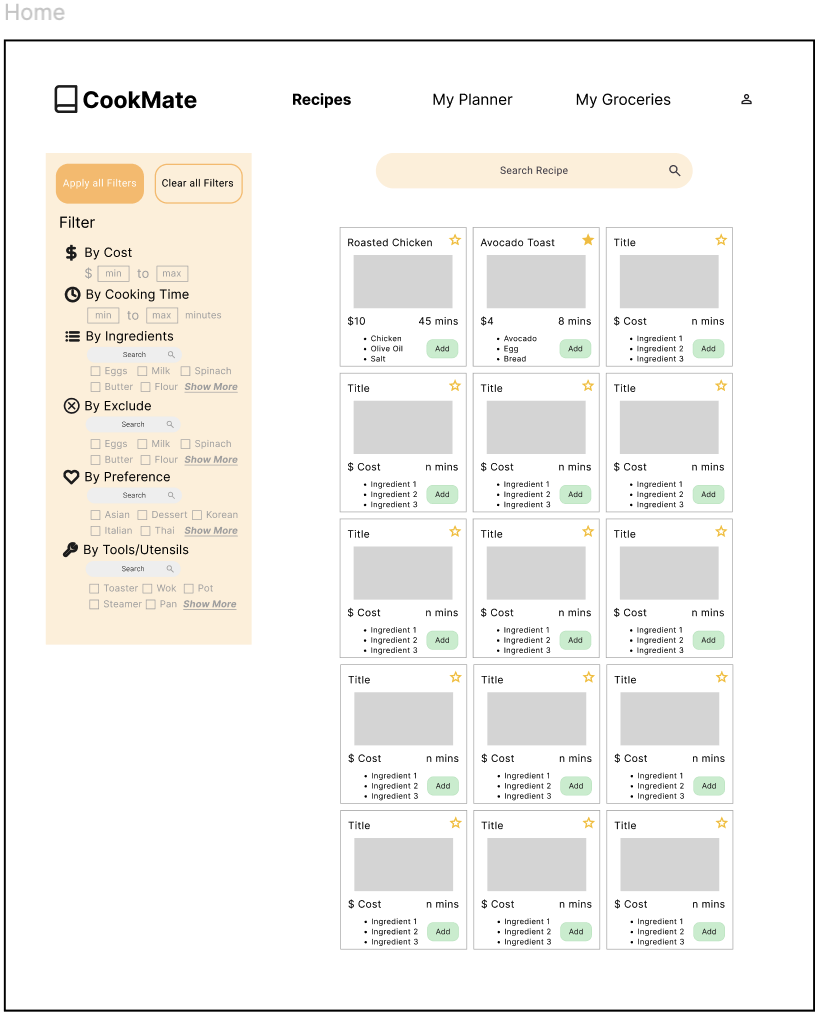 Home
CookMate
Recipes
My Planner
My Groceries
Apply all Filters
Clear all Filters
Filter
$ By Cost
$ min to max
By Cooking Time
min to max minutes
By Ingredients
Search
Eggs Milk Spinach
Butter Flour Show More
By Exclude
Search
Eggs Milk Spinach
Butter Flour Show More
By Preference
Search
Asian Dessert Korean
Italian Thai Show More
By Tools/Utensils
Search
Toaster Wok Pot
Steamer Pan Show More
Search Recipe
Roasted Chicken
$10 45 mins
• Chicken
• Olive Oil
• Salt
Add
Avocado Toast
$4 8 mins
• Avocado
• Egg
• Bread
Add
Title
$ Cost n mins
• Ingredient 1
• Ingredient 2
• Ingredient 3
Add
Title
$ Cost n mins
• Ingredient 1
• Ingredient 2
• Ingredient 3
Add
Title
$ Cost n mins
• Ingredient 1
• Ingredient 2
• Ingredient 3
Add
Title
$ Cost n mins
• Ingredient 1
• Ingredient 2
• Ingredient 3
Add
Title
$ Cost n mins
• Ingredient 1
• Ingredient 2
• Ingredient 3
Add
Title
$ Cost n mins
• Ingredient 1
• Ingredient 2
• Ingredient 3
Add
Title
$ Cost n mins
• Ingredient 1
• Ingredient 2
• Ingredient 3
Add
Title
$ Cost n mins
• Ingredient 1
• Ingredient 2
• Ingredient 3
Add
Title
$ Cost n mins
• Ingredient 1
• Ingredient 2
• Ingredient 3
Add
Title
$ Cost n mins
• Ingredient 1
• Ingredient 2
• Ingredient 3
Add
Title
$ Cost n mins
• Ingredient 1
• Ingredient 2
• Ingredient 3
Add
Title
$ Cost n mins
• Ingredient 1
• Ingredient 2
• Ingredient 3
Add
Title
$ Cost n mins
• Ingredient 1
• Ingredient 2
• Ingredient 3
Add